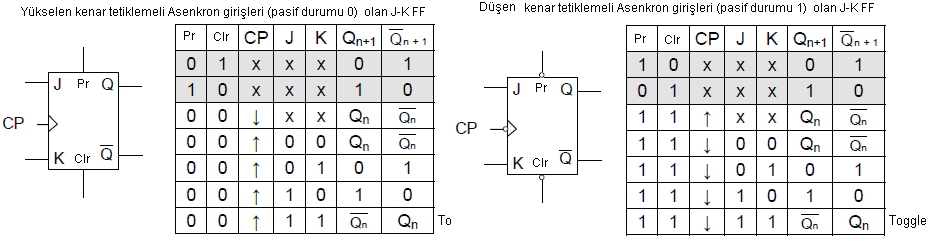 Yükselen kenar tetiklemeli Asenkron girişleri (pasif durumu 0) olan J-K FF
J Pr Q
CP
K Clr Q̅
Pr Clr CP J K Qn+1 Q̅n + 1
0 1 x x x 0 1
1 0 x x x 1 0
0 0 ↓ x x Qn Q̅n
0 0 ↑ 0 0 Qn Q̅n
0 0 ↑ 0 1 0 1
0 0 ↑ 1 0 1 0
0 0 ↑ 1 1 Q̅n Qn To
Düşen kenar tetiklemeli Asenkron girişleri (pasif durumu 1) olan J-K FF
J Pr Q
CP
K Clr Q̅
Pr Clr CP J K Qn+1 Q̅n + 1
1 0 x x x 0 1
0 1 x x x 1 0
1 1 ↑ x x Qn Q̅n
1 1 ↓ 0 0 Qn Q̅n
1 1 ↓ 0 1 0 1
1 1 ↓ 1 0 1 0
1 1 ↓ 1 1 Q̅n Qn Toggle